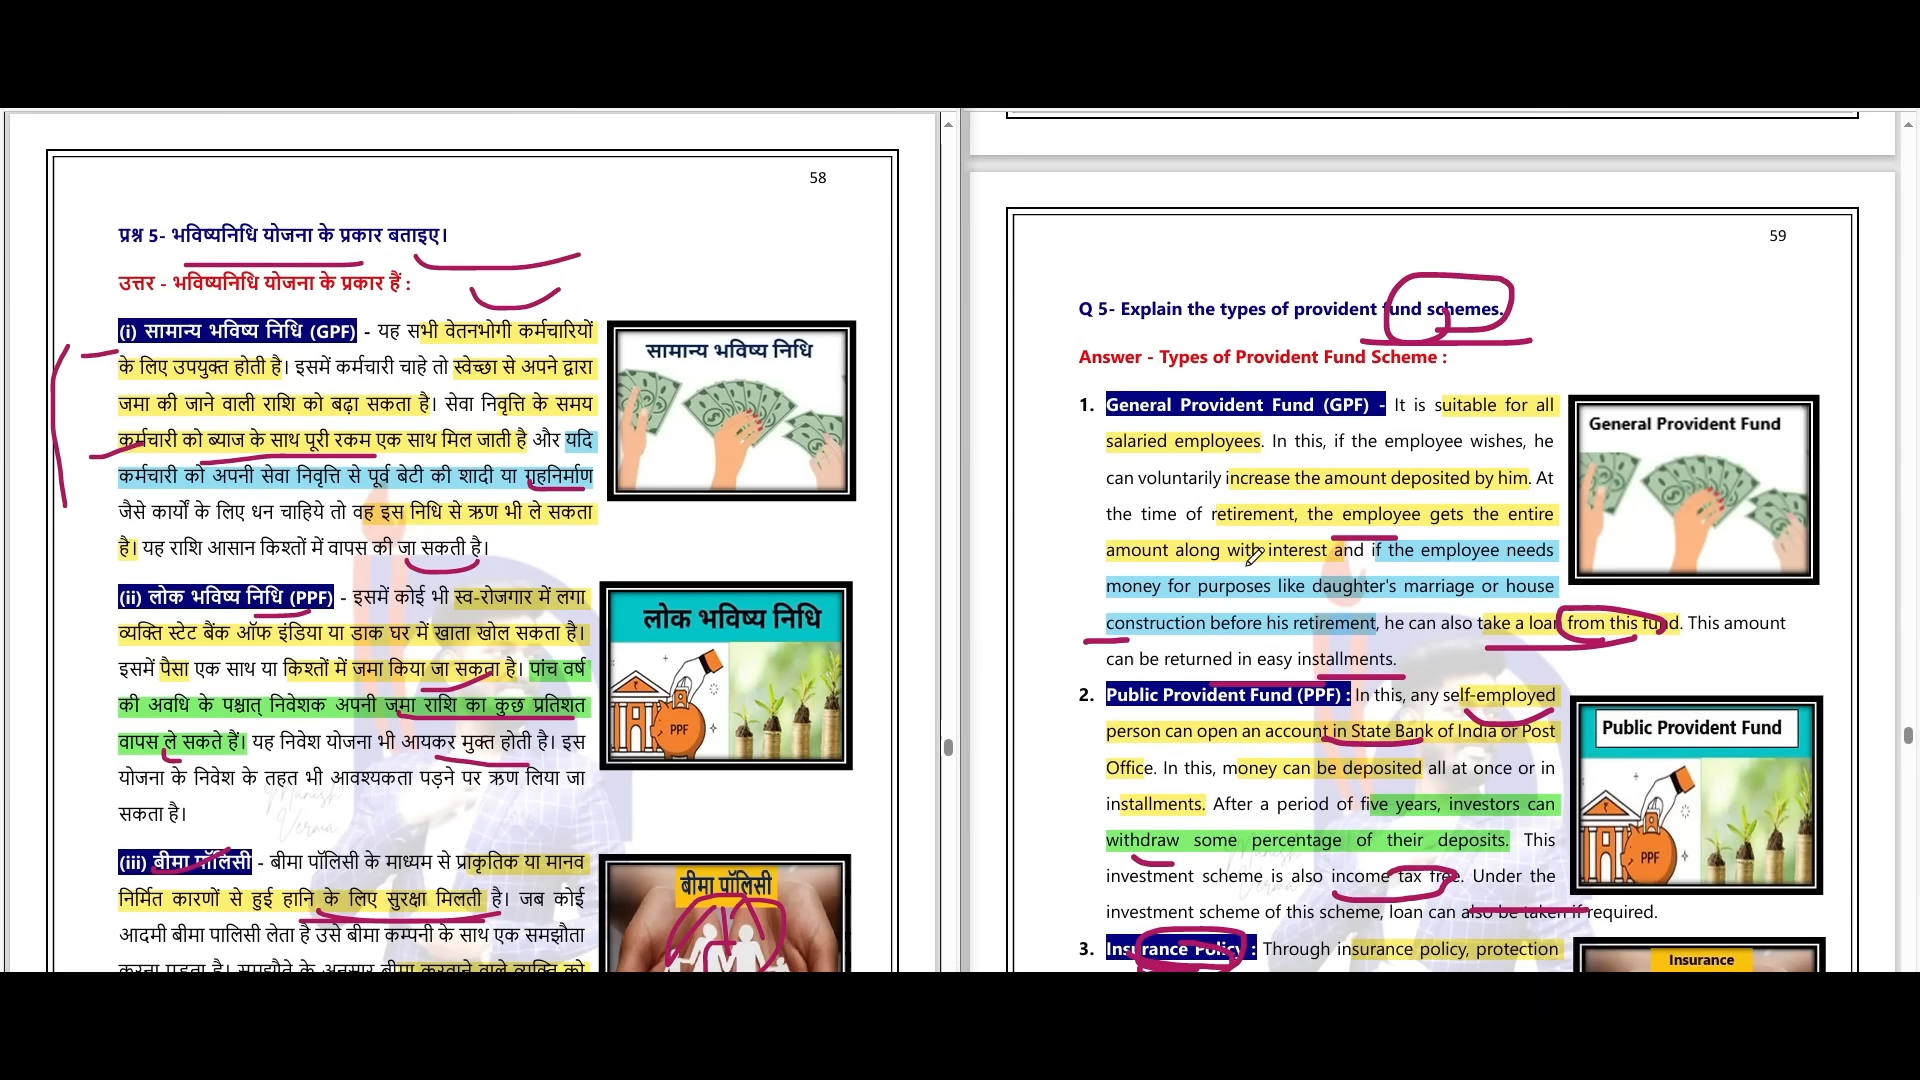 58
प्रश्न 5- भविष्यनिधि योजना के प्रकार बताइए।
उत्तर - भविष्यनिधि योजना के प्रकार हैं :
(i) सामान्य भविष्य निधि (GPF) - यह सभी वेतनभोगी कर्मचारियों
के लिए उपयुक्त होती है। इसमें कर्मचारी चाहे तो स्वेच्छा से अपने द्वारा
जमा की जाने वाली राशि को बढ़ा सकता है। सेवा निवृत्ति के समय
कर्मचारी को ब्याज के साथ पूरी रकम एक साथ मिल जाती है और यदि
कर्मचारी को अपनी सेवा निवृत्ति से पूर्व बेटी की शादी या गृहनिर्माण
जैसे कार्यों के लिए धन चाहिये तो वह इस निधि से ऋण भी ले सकता
है। यह राशि आसान किश्तों में वापस की जा सकती है।
सामान्य भविष्य निधि
(ii) लोक भविष्य निधि (PPF) - इसमें कोई भी स्व-रोजगार में लगा
व्यक्ति स्टेट बैंक ऑफ इंडिया या डाक घर में खाता खोल सकता है।
इसमें पैसा एक साथ या किश्तों में जमा किया जा सकता है। पांच वर्ष
की अवधि के पश्चात् निवेशक अपनी जमा राशि का कुछ प्रतिशत
वापस ले सकते हैं। यह निवेश योजना भी आयकर मुक्त होती है। इस
योजना के निवेश के तहत भी आवश्यकता पड़ने पर ऋण लिया जा
सकता है।
लोक भविष्य निधि
PPF
Manish
Verma
(iii) बीमा पॉलिसी - बीमा पॉलिसी के माध्यम से प्राकृतिक या मानव
निर्मित कारणों से हुई हानि के लिए सुरक्षा मिलती है। जब कोई
आदमी बीमा पालिसी लेता है उसे बीमा कम्पनी के साथ एक समझौता
करना पड़ता है। समझौते के अनुसार बीमा करवाने वाले व्यक्ति को
बीमा पॉलिसी
59
Q 5- Explain the types of provident fund schemes.
Answer - Types of Provident Fund Scheme :
1. General Provident Fund (GPF) - It is suitable for all
salaried employees. In this, if the employee wishes, he
can voluntarily increase the amount deposited by him. At
the time of retirement, the employee gets the entire
amount along with interest and if the employee needs
money for purposes like daughter's marriage or house
construction before his retirement, he can also take a loan from this fund. This amount
can be returned in easy installments.
General Provident Fund
2. Public Provident Fund (PPF) : In this, any self-employed
person can open an account in State Bank of India or Post
Office. In this, money can be deposited all at once or in
installments. After a period of five years, investors can
withdraw some percentage of their deposits. This
investment scheme is also income tax free. Under the
investment scheme of this scheme, loan can also be taken if required.
Public Provident Fund
PPF
Manish
Verma
3. Insurance Policy : Through insurance policy, protection
Insurance